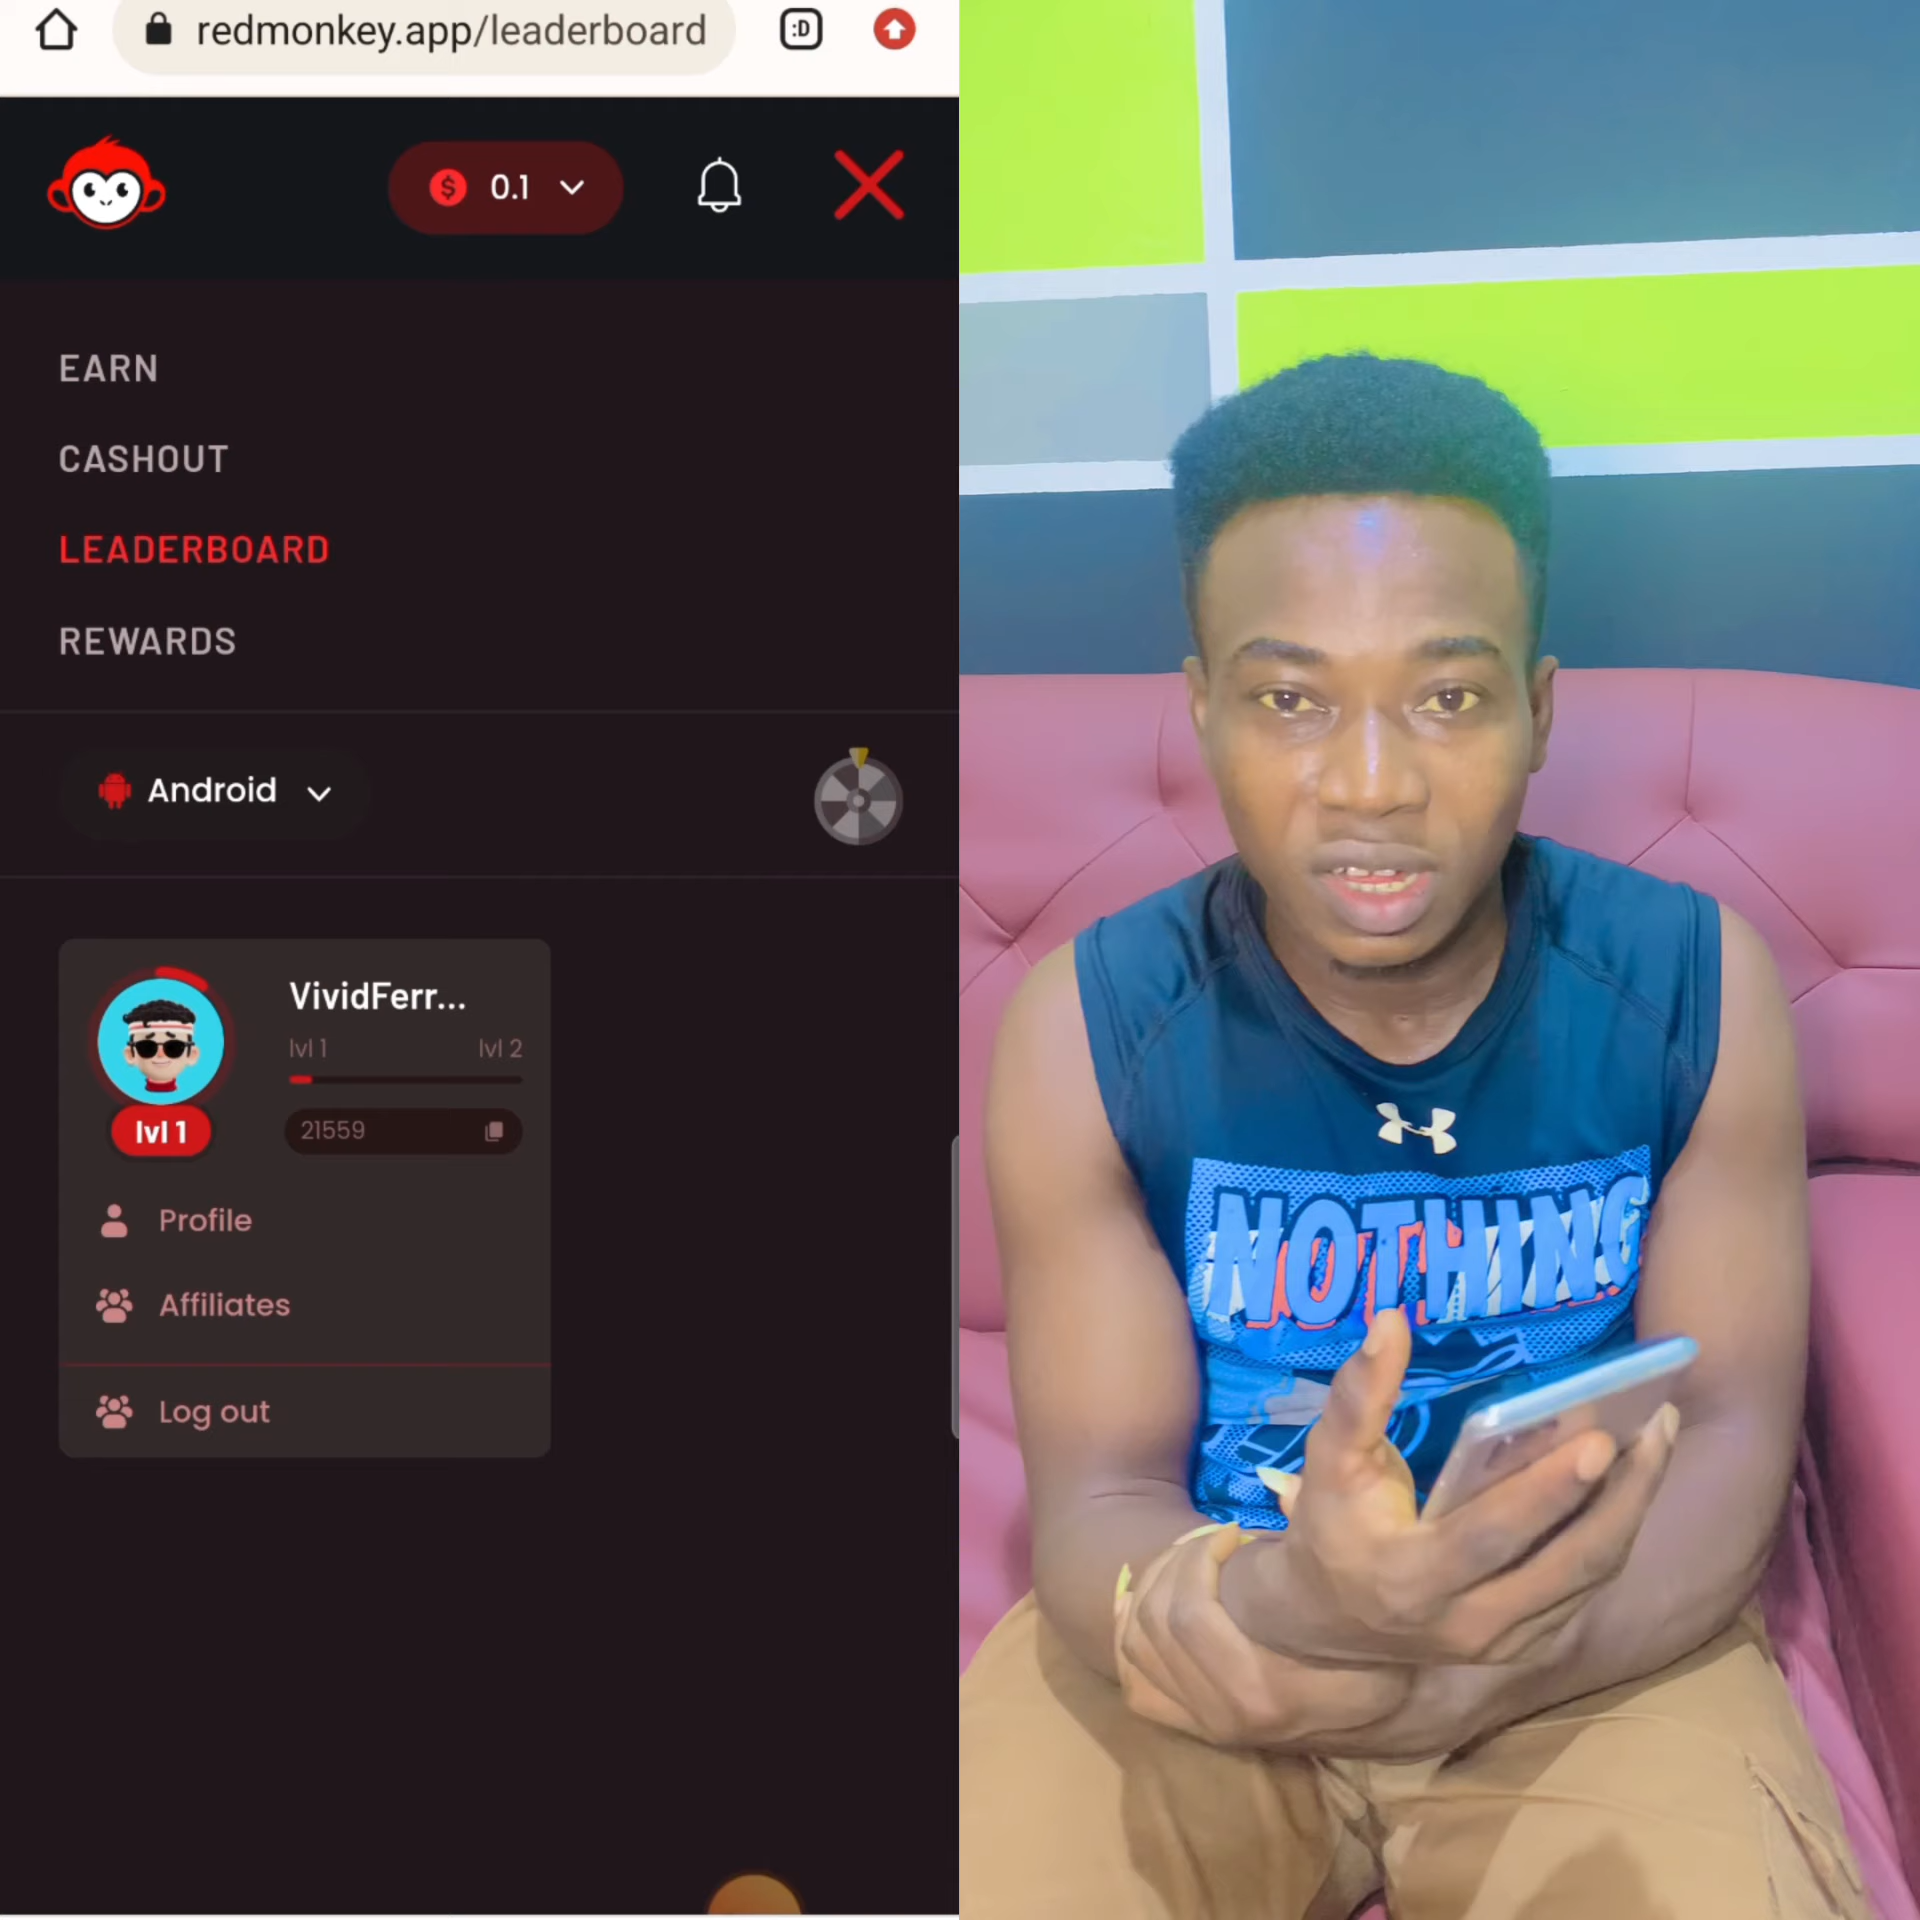 redmonkey.app/leaderboard
:D
$ 0.1
EARN
CASHOUT
LEADERBOARD
REWARDS
Android
VividFerr...
lvl 1 lvl 2
lvl 1
21559
Profile
Affiliates
Log out
NOTHING